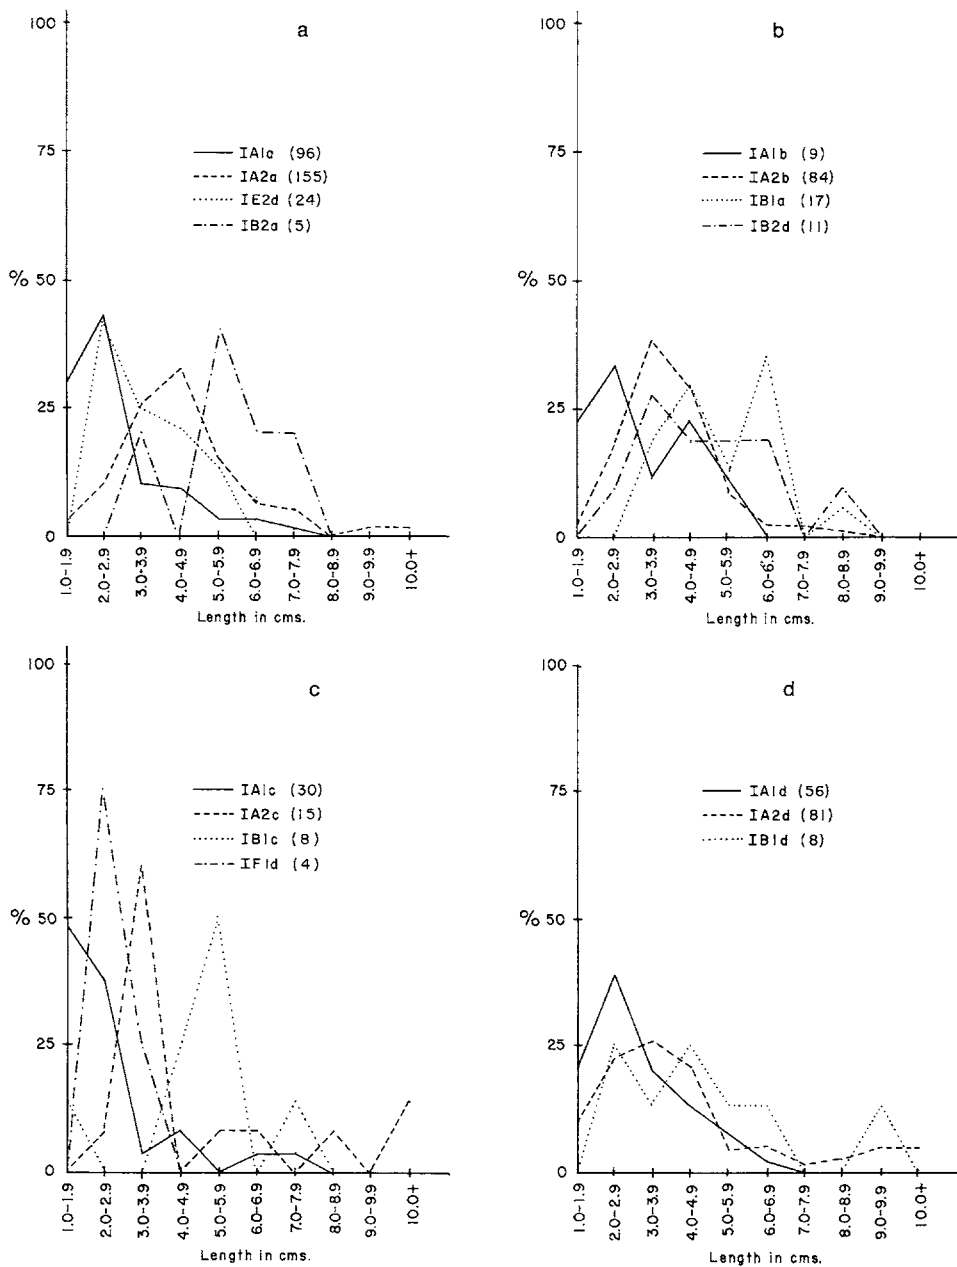 a
100
75
50
25
0
%
IA1a (96)
IA2a (155)
IE2d (24)
IB2a (5)
1.0-1.9
2.0-2.9
3.0+3.9
4.0-4.9
5.0-5.9
6.0-6.9
7.0-7.9
8.0-8.9
9.0-9.9
10.0+
Length in cms.
b
100
75
50
25
0
IA1b (9)
IA2b (84)
IB1a (17)
IB2d (11)
1.0-1.9
2.0-2.9
3.0-3.9
4.0-4.9
5.0-5.9
6.0-6.9
7.0-7.9
8.0-8.9
9.0-9.9
10.0+
Length in cms.
c
100
75
50
25
0
%
IA1c (30)
IA2c (15)
IB1c (8)
IF1d (4)
1.0-1.9
2.0-2.9
3.0-3.9
4.0-4.9
5.0-5.9
6.0-6.9
7.0-7.9
8.0-8.9
9.0-9.9
10.0+
Length in cms.
d
100
75
50
25
0
%
IA1d (56)
IA2d (81)
IB1d (8)
1.0-1.9
2.0-2.9
3.0-3.9
4.0-4.9
5.0-5.9
6.0-6.9
7.0-7.9
8.0-8.9
9.0-9.9
10.0+
Length in cms.